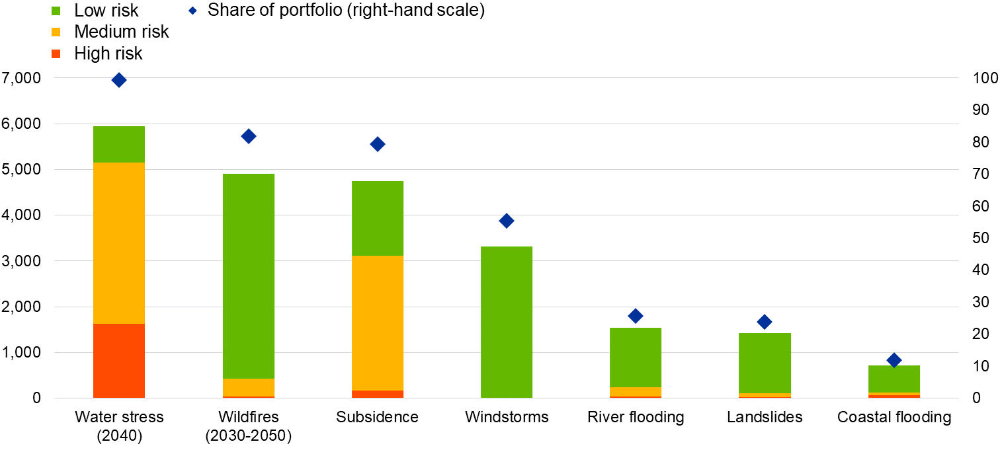 Low risk
Share of portfolio (right-hand scale)
Medium risk
High risk
7,000
6,000
5,000
4,000
3,000
2,000
1,000
0
100
90
80
70
60
50
40
30
20
10
0
Water stress
(2040)
Wildfires
(2030-2050)
Subsidence
Windstorms
River flooding
Landslides
Coastal flooding